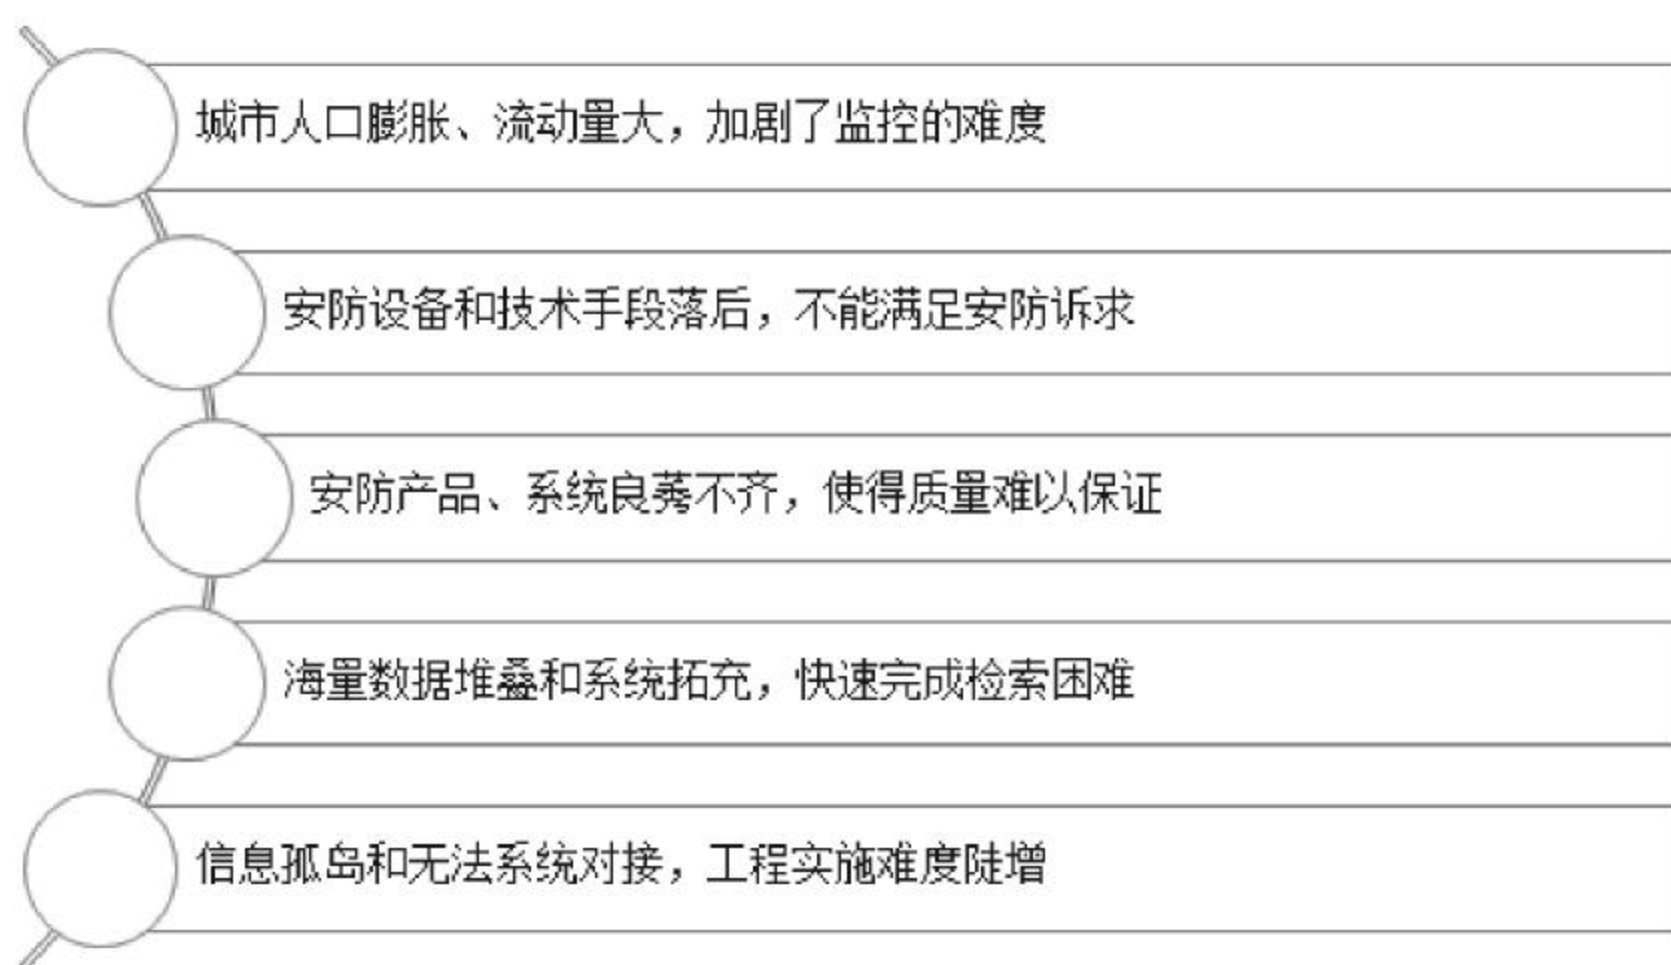 城市人口膨胀、流动量大，加剧了监控的难度
安防设备和技术手段落后，不能满足安防诉求
安防产品、系统良莠不齐，使得质量难以保证
海量数据堆叠和系统拓充，快速完成检索困难
信息孤岛和无法系统对接，工程实施难度陡增